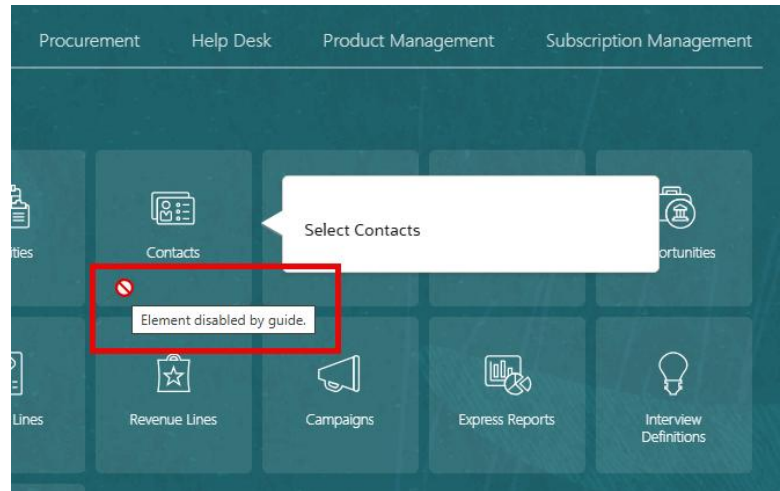 Procurement
Help Desk
Product Management
Subscription Management
ities
Contacts
Select Contacts
ortunities
Element disabled by guide.
Lines
Revenue Lines
Campaigns
Express Reports
Interview
Definitions